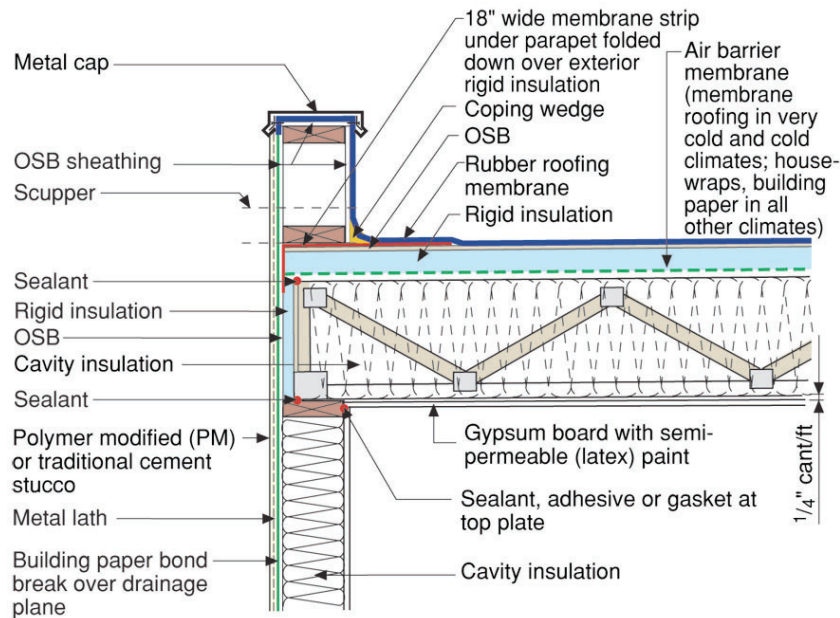 Metal cap
OSB sheathing
Scupper
Sealant
Rigid insulation
OSB
Cavity insulation
Sealant
Polymer modified (PM)
or traditional cement
stucco
Metal lath
Building paper bond
break over drainage
plane
18" wide membrane strip
under parapet folded
down over exterior
rigid insulation
Coping wedge
OSB
Rubber roofing
membrane
Rigid insulation
Air barrier
membrane
(membrane
roofing in very
cold and cold
climates; house-
wraps, building
paper in all
other climates)
Gypsum board with semi-
permeable (latex) paint
Sealant, adhesive or gasket at
top plate
Cavity insulation
1/4" cant/ft